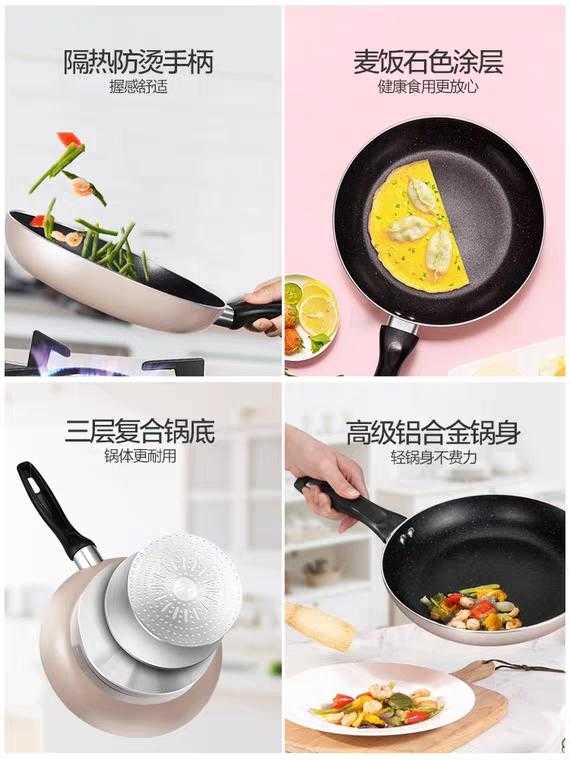 隔热防烫手柄
握感舒适
麦饭石色涂层
健康食用更放心
三层复合锅底
锅体更耐用
高级铝合金锅身
轻锅身不费力